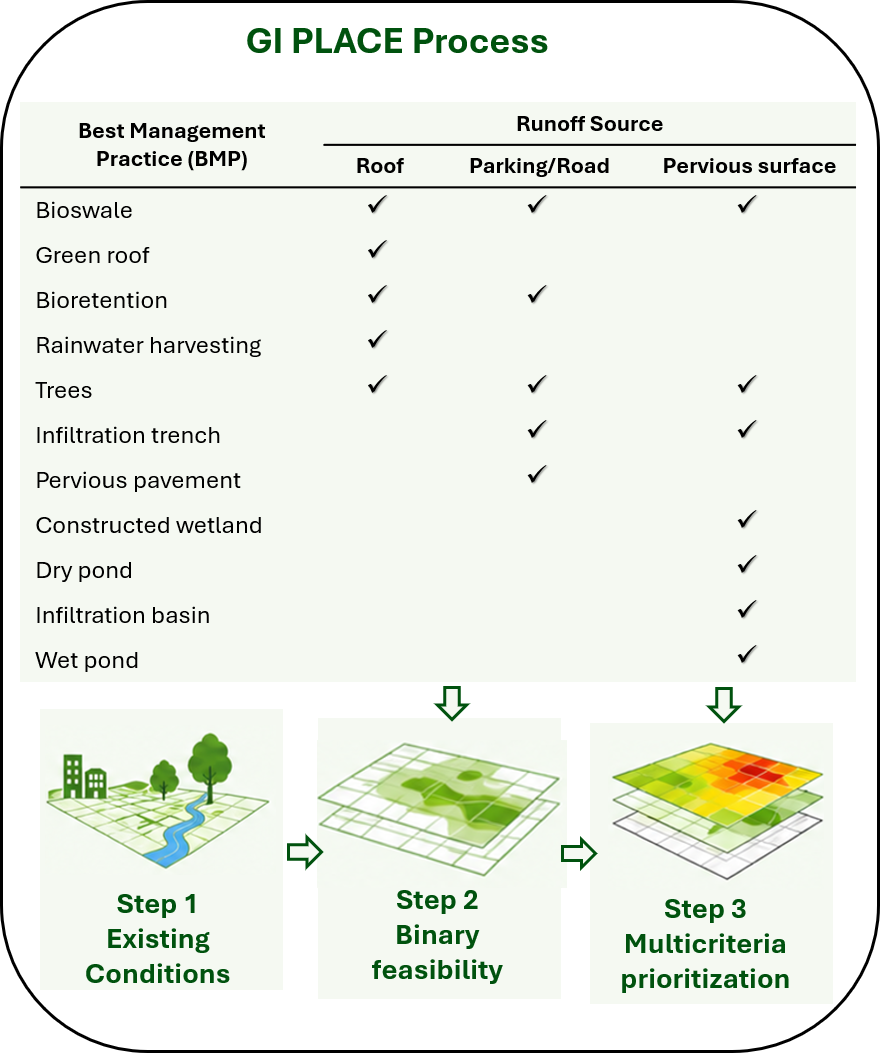 GI PLACE Process
Best Management
Practice (BMP)
Runoff Source
Roof
Parking/Road
Pervious surface
Bioswale ✓ ✓ ✓
Green roof ✓
Bioretention ✓ ✓
Rainwater harvesting ✓
Trees ✓ ✓ ✓
Infiltration trench ✓ ✓
Pervious pavement ✓
Constructed wetland ✓
Dry pond ✓
Infiltration basin ✓
Wet pond ✓
Step 1
Existing
Conditions
Step 2
Binary
feasibility
Step 3
Multicriteria
prioritization